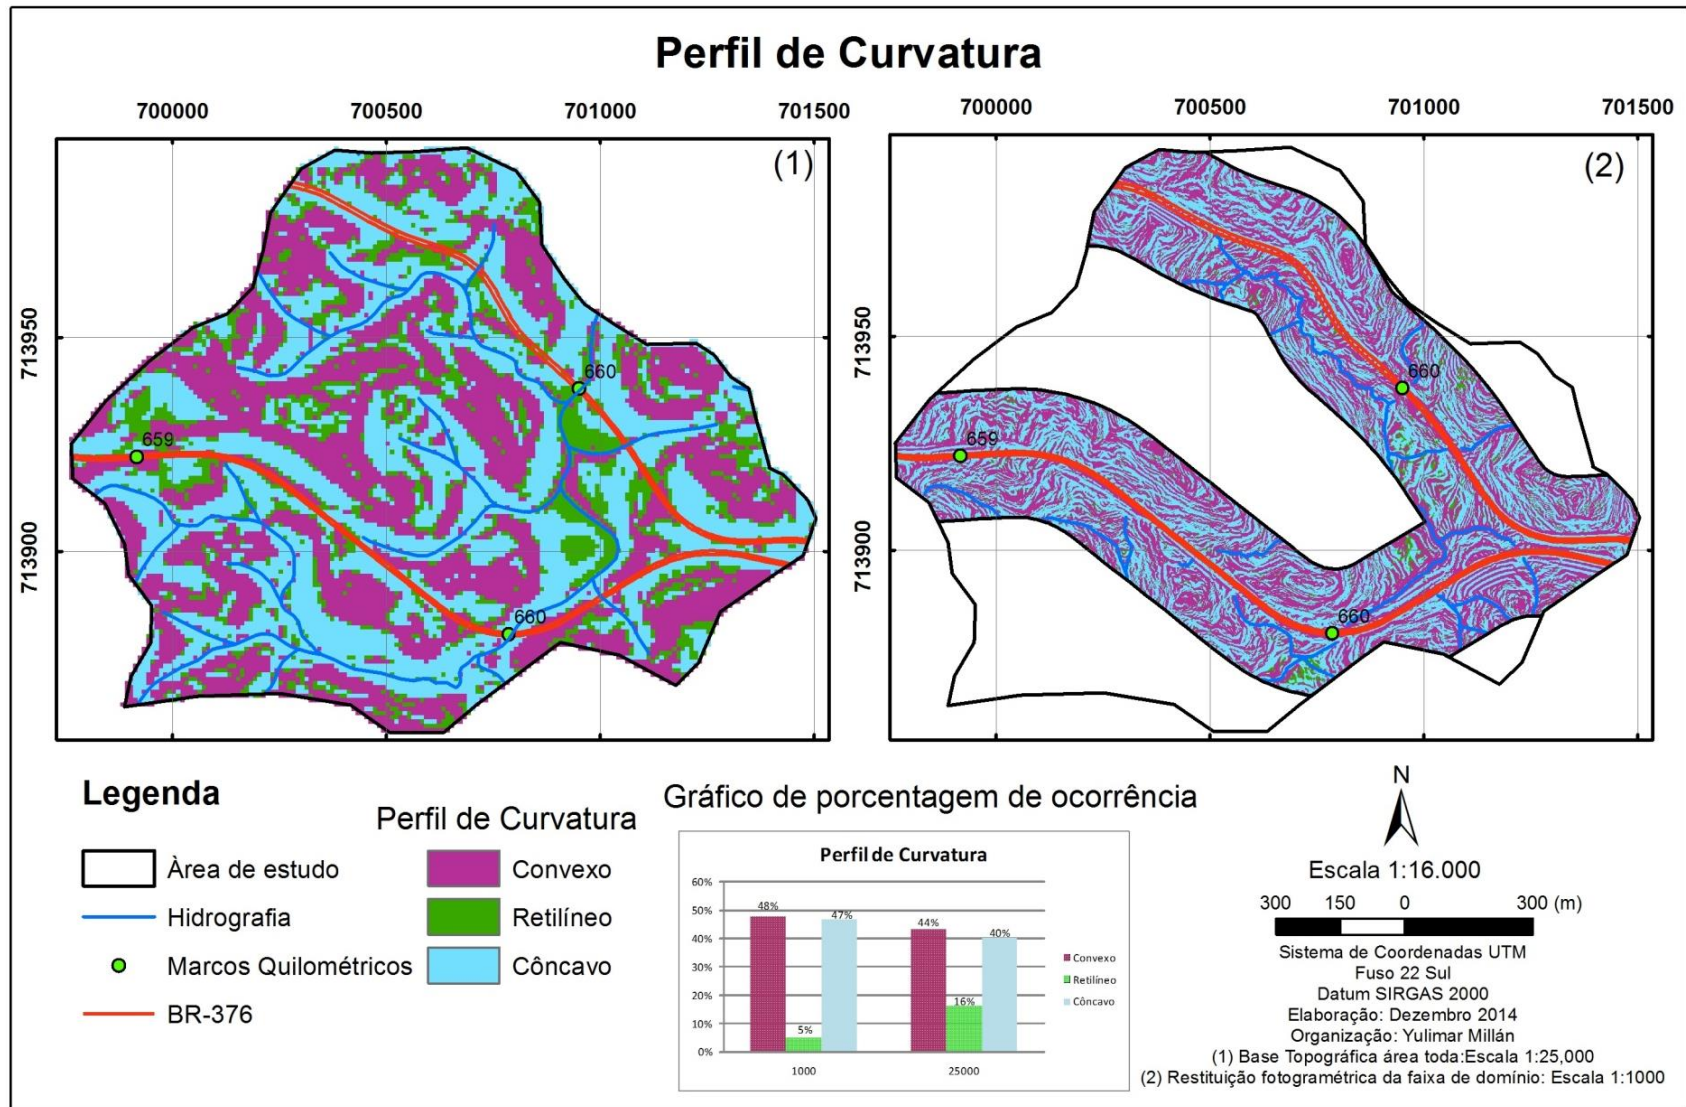 Perfil de Curvatura
700000 700500 701000 701500
700000 700500 701000 701500
(1)
(2)
713950
713900
713950
713900
660
659
660
660
659
660
Legenda
Àrea de estudo
Hidrografia
Marcos Quilométricos
BR-376
Perfil de Curvatura
Convexo
Retilíneo
Côncavo
Gráfico de porcentagem de ocorrência
Perfil de Curvatura
60%
50%
40%
30%
20%
10%
0%
48%
5%
47%
44%
16%
40%
1000
25000
Convexo
Retilíneo
Côncavo
N
Escala 1:16.000
300 150 0 300 (m)
Sistema de Coordenadas UTM
Fuso 22 Sul
Datum SIRGAS 2000
Elaboração: Dezembro 2014
Organização: Yulimar Millán
(1) Base Topográfica área toda:Escala 1:25,000
(2) Restituição fotogramétrica da faixa de domínio: Escala 1:1000